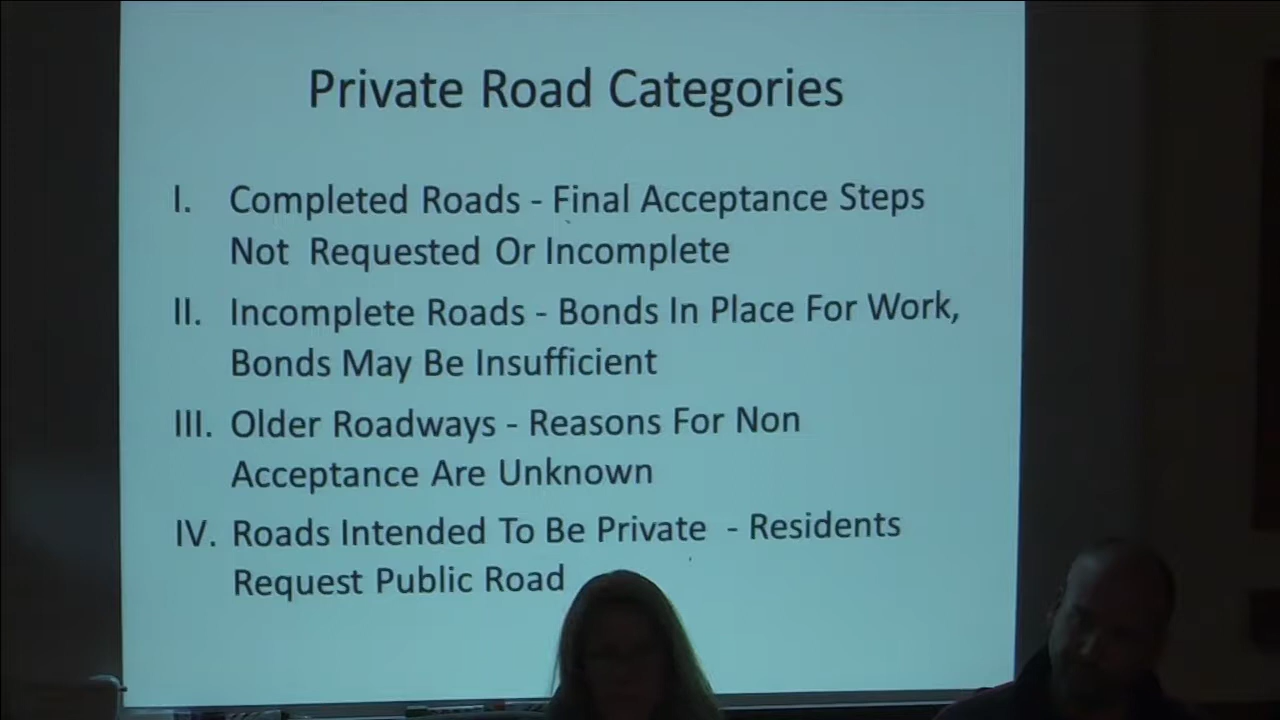 Private Road Categories
I. Completed Roads - Final Acceptance Steps
Not Requested Or Incomplete
II. Incomplete Roads - Bonds In Place For Work,
Bonds May Be Insufficient
III. Older Roadways - Reasons For Non
Acceptance Are Unknown
IV. Roads Intended To Be Private - Residents
Request Public Road